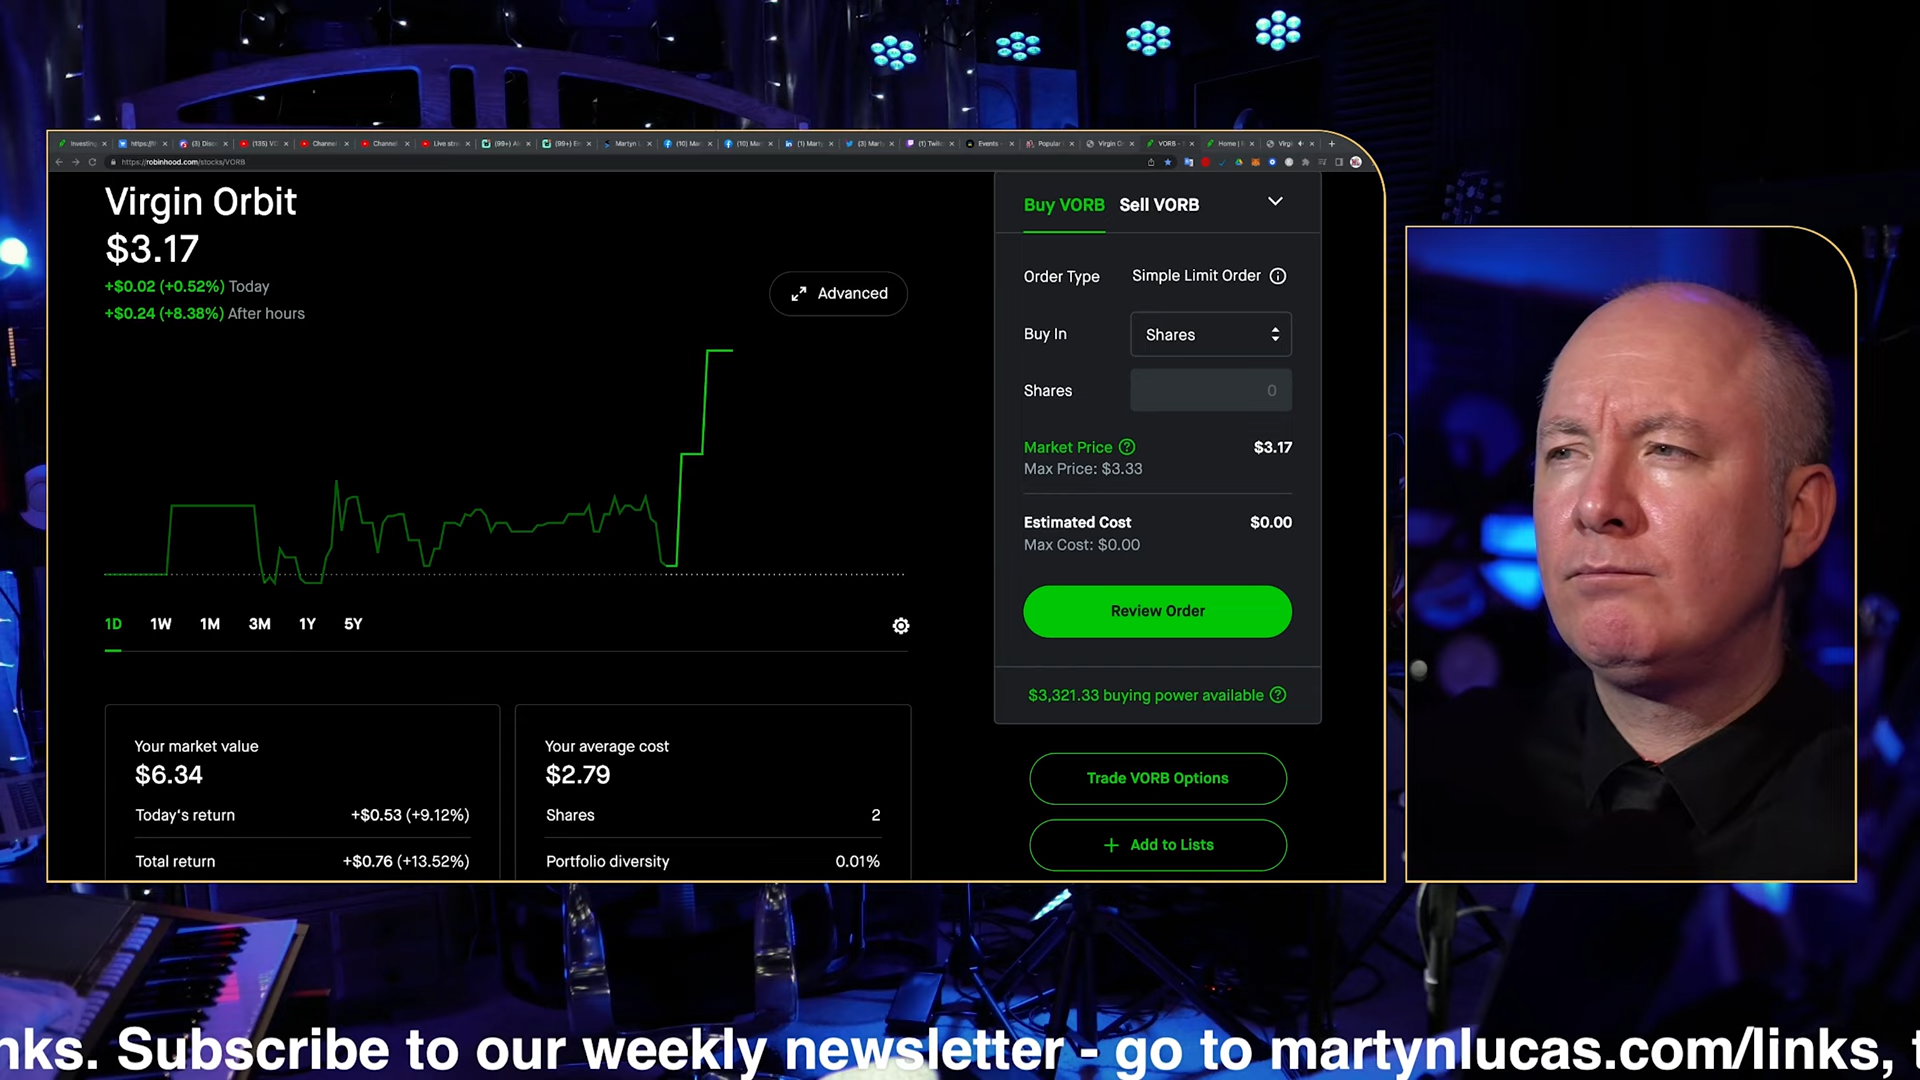 https://robinhood.com/stocks/VORB
Virgin Orbit
$3.17
+$0.02 (+0.52%) Today
+$0.24 (+8.38%) After hours
Advanced
1D 1W 1M 3M 1Y 5Y
Your market value
$6.34
Today's return +$0.53 (+9.12%)
Total return +$0.76 (+13.52%)
Your average cost
$2.79
Shares 2
Portfolio diversity 0.01%
Buy VORB Sell VORB
Order Type Simple Limit Order
Buy In Shares
Shares 0
Market Price $3.17
Max Price: $3.33
Estimated Cost $0.00
Max Cost: $0.00
Review Order
$3,321.33 buying power available
Trade VORB Options
+ Add to Lists
nks. Subscribe to our weekly newsletter - go to martynlucas.com/links, t